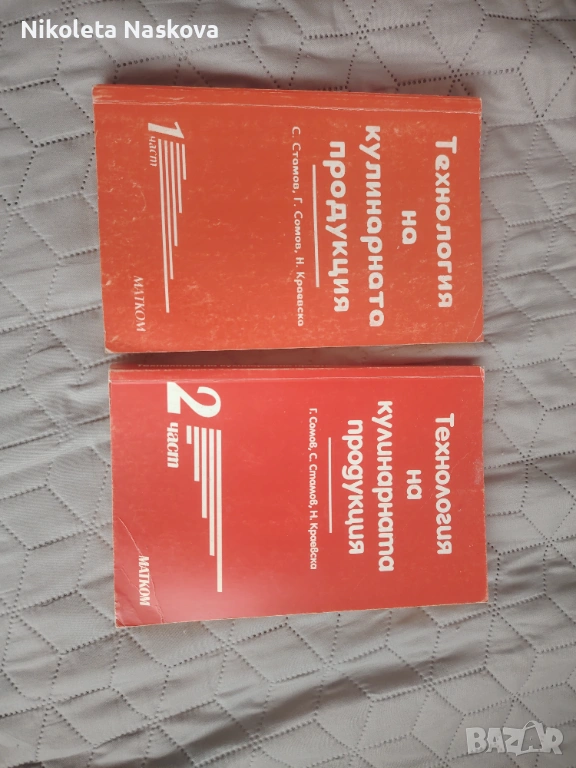 Nikoleta Naskova
Технология
на
кулинарната
продукция
С. Стамов, Г. Сомов, Н. Краевска
1
част
МАТКОМ
Технология
на
кулинарната
продукция
Г. Сомов, С. Стамов, Н. Краевска
2
част
МАТКОМ
BAZAR